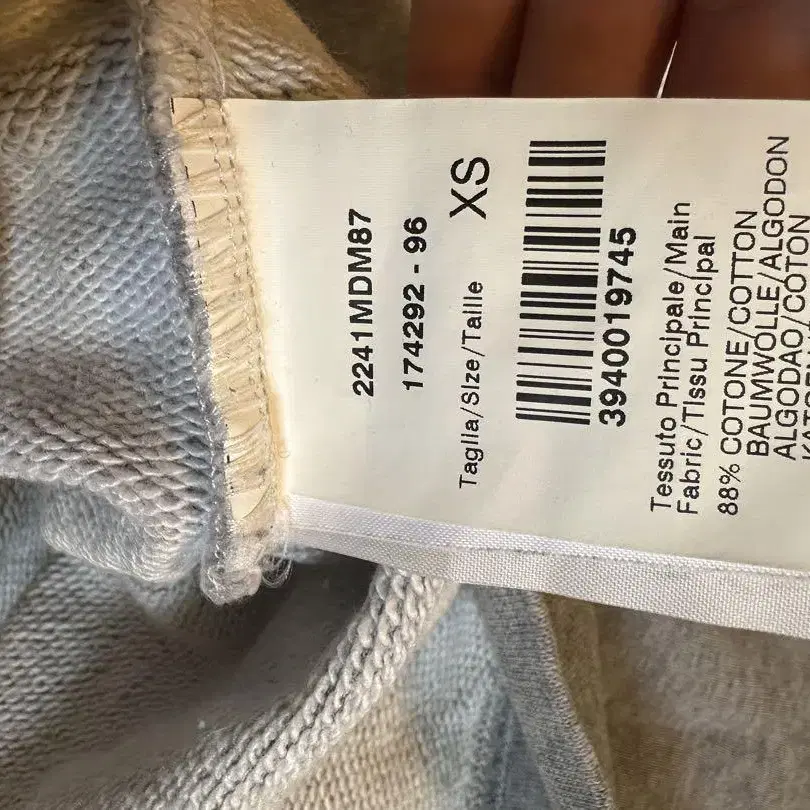 2241MDM87
174292 - 96
Taglia/Size/Taille XS
3940019745
Tessuto Principale/Main
Fabric/Tissu Principal
88% COTONE/COTTON
BAUMWOLLE/ALGODON
ALGODAO/COTON